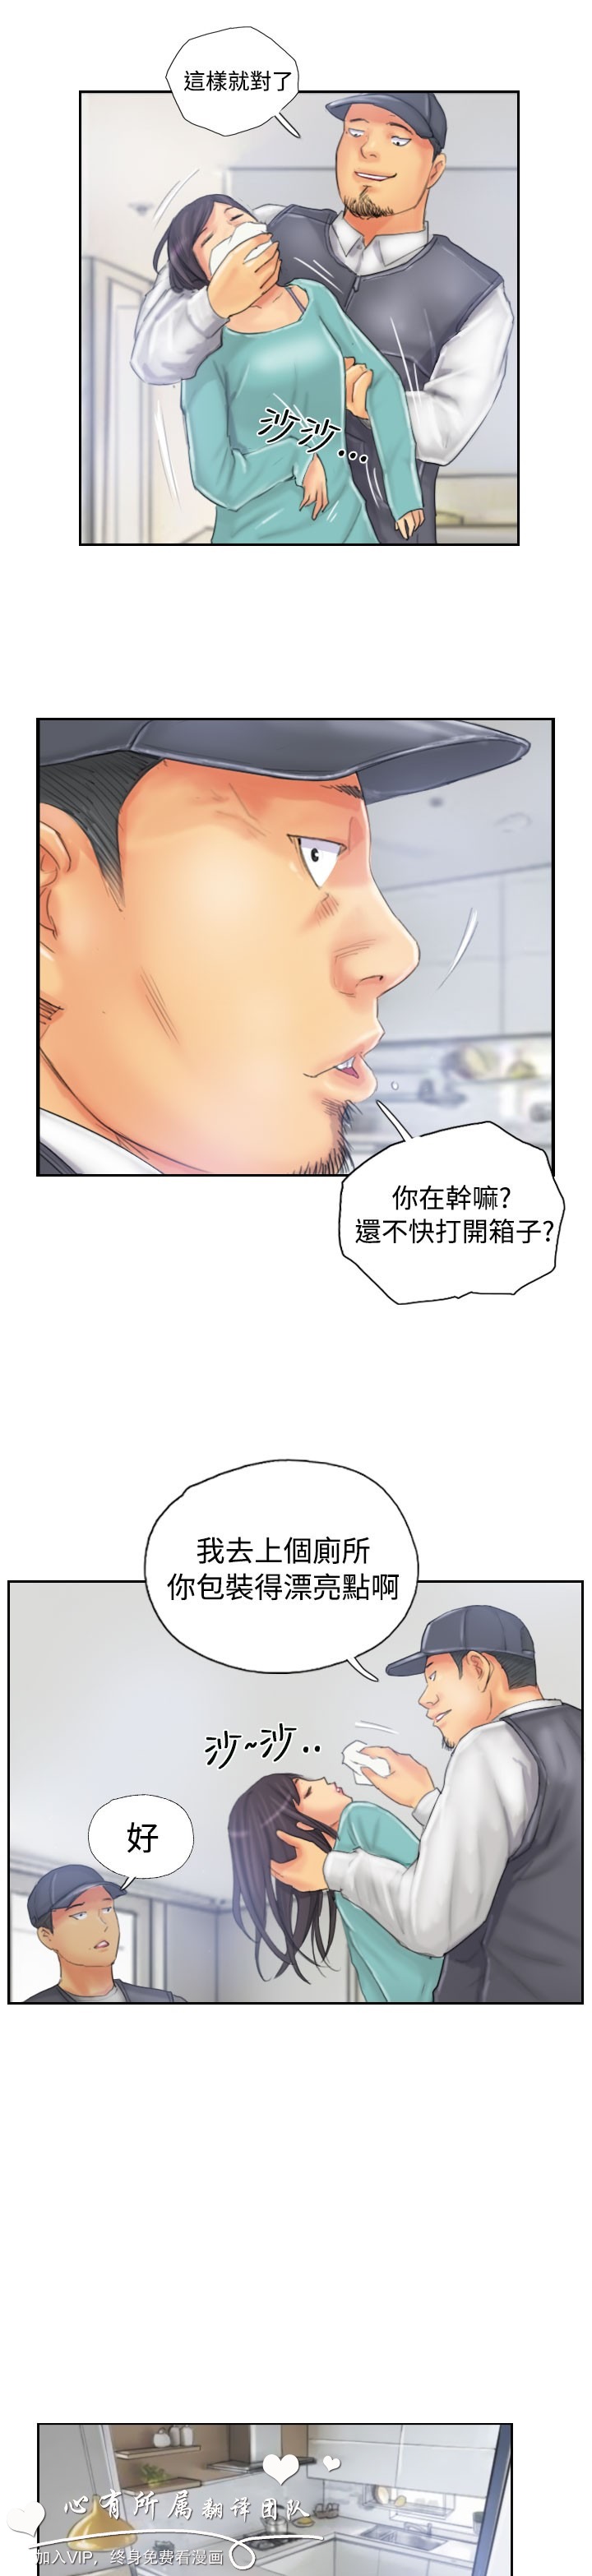 這樣就對了
沙沙...
你在幹嘛?
還不快打開箱子?
我去上個廁所
你包裝得漂亮點啊
沙~沙..
好
心有所属翻译团队
加入VIP，终身免费看漫画